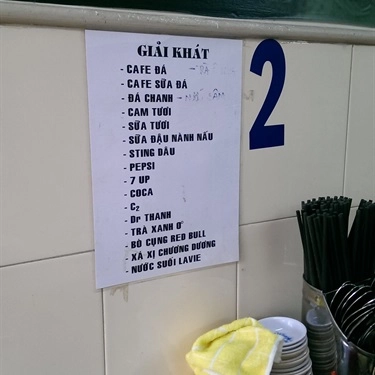 GIẢI KHÁT
2
- CAFE ĐÁ
- CAFE SỮA ĐÁ
- ĐÁ CHANH
- CAM TƯƠI
- SỮA TƯƠI
- SỮA ĐẬU NÀNH NẤU
- STING DÂU
- PEPSI
- 7 UP
- COCA
- C2
- Dr THANH
- TRÀ XANH O°
- BÒ CỤNG RED BULL
- XÁ XỊ CHƯƠNG DƯƠNG
- NƯỚC SUỐI LAVIE